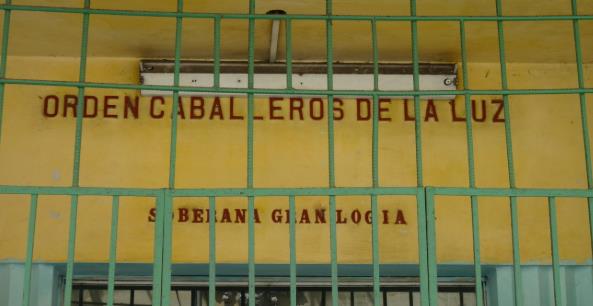 ORDEN CABALLEROS DE LA LUZ
SOBERANA GRAN LOGIA